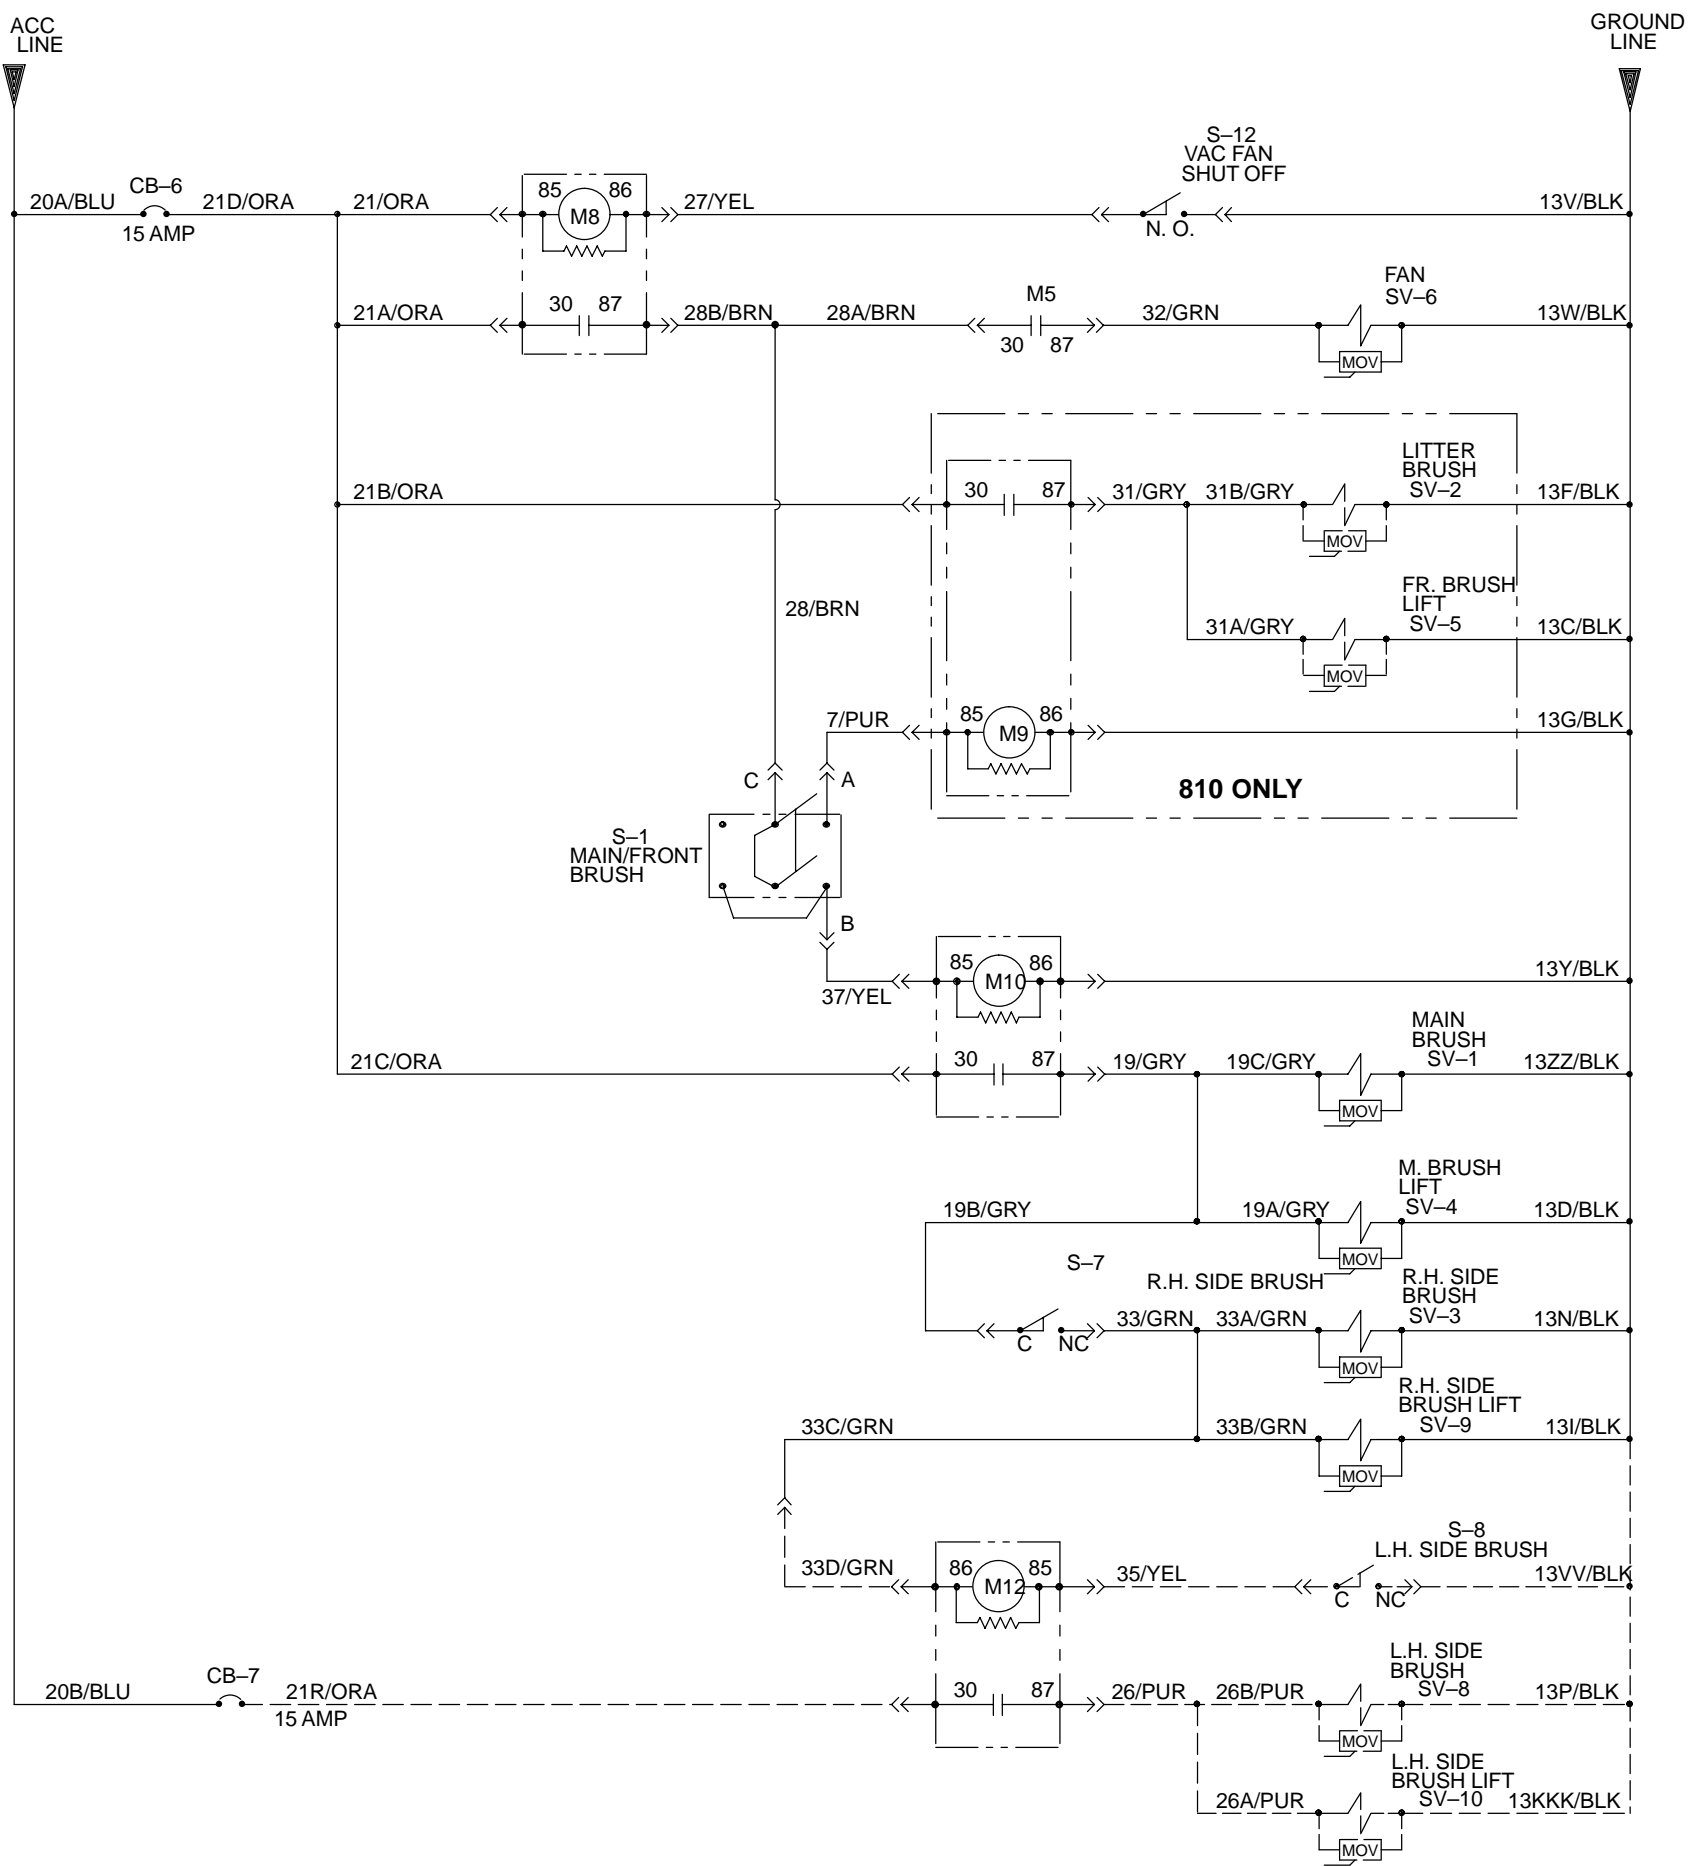 ACC
LINE
GROUND
LINE
S–12
VAC FAN
SHUT OFF
CB–6
20A/BLU
21D/ORA
21/ORA
85
86
M8
27/YEL
N. O.
13V/BLK
15 AMP
FAN
SV–6
M5
21A/ORA
30
87
28B/BRN
28A/BRN
30
87
32/GRN
MOV
13W/BLK
LITTER
BRUSH
SV–2
21B/ORA
30
87
31/GRY
31B/GRY
13F/BLK
MOV
28/BRN
FR. BRUSH
LIFT
SV–5
31A/GRY
13C/BLK
MOV
7/PUR
85
86
M9
13G/BLK
C
A
810 ONLY
S–1
MAIN/FRONT
BRUSH
B
37/YEL
85
86
M10
13Y/BLK
MAIN
BRUSH
SV–1
21C/ORA
30
87
19/GRY
19C/GRY
13ZZ/BLK
MOV
M. BRUSH
LIFT
SV–4
19B/GRY
19A/GRY
13D/BLK
MOV
S–7
R.H. SIDE BRUSH
R.H. SIDE
BRUSH
SV–3
C
NC
33/GRN
33A/GRN
13N/BLK
MOV
R.H. SIDE
BRUSH LIFT
SV–9
33C/GRN
33B/GRN
13I/BLK
MOV
S–8
L.H. SIDE BRUSH
33D/GRN
86
85
M12
35/YEL
C
NC
13VV/BLK
L.H. SIDE
BRUSH
SV–8
CB–7
20B/BLU
21R/ORA
15 AMP
30
87
26/PUR
26B/PUR
13P/BLK
MOV
L.H. SIDE
BRUSH LIFT
SV–10
26A/PUR
13KKK/BLK
MOV